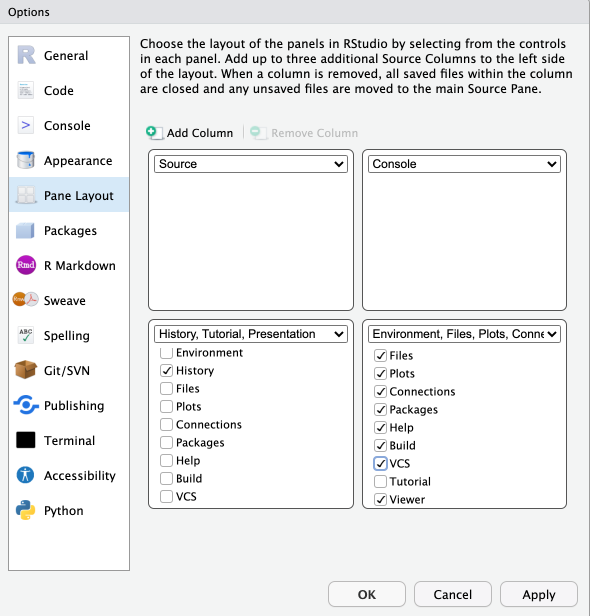 Options
General
Code
Console
Appearance
Pane Layout
Packages
Rmd R Markdown
Sweave
ABC Spelling
Git/SVN
Publishing
Terminal
Accessibility
Python
Choose the layout of the panels in RStudio by selecting from the controls
in each panel. Add up to three additional Source Columns to the left side
of the layout. When a column is removed, all saved files within the column
are closed and any unsaved files are moved to the main Source Pane.
Add Column
Remove Column
Source
Console
History, Tutorial, Presentation
Environment
History
Files
Plots
Connections
Packages
Help
Build
VCS
Environment, Files, Plots, Conne
Files
Plots
Connections
Packages
Help
Build
VCS
Tutorial
Viewer
OK
Cancel
Apply